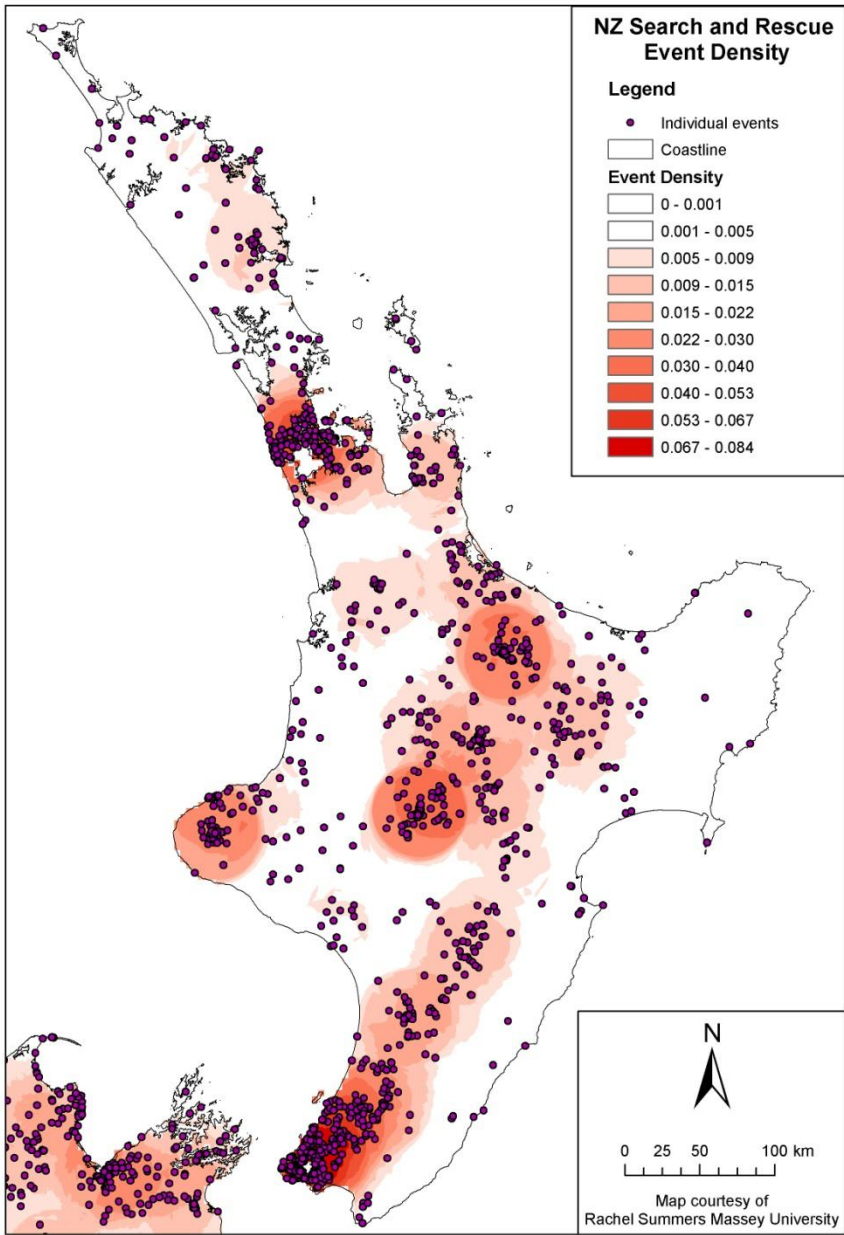 NZ Search and Rescue
Event Density
Legend
Individual events
Coastline
Event Density
0 - 0.001
0.001 - 0.005
0.005 - 0.009
0.009 - 0.015
0.015 - 0.022
0.022 - 0.030
0.030 - 0.040
0.040 - 0.053
0.053 - 0.067
0.067 - 0.084
N
0 25 50 100 km
Map courtesy of
Rachel Summers Massey University